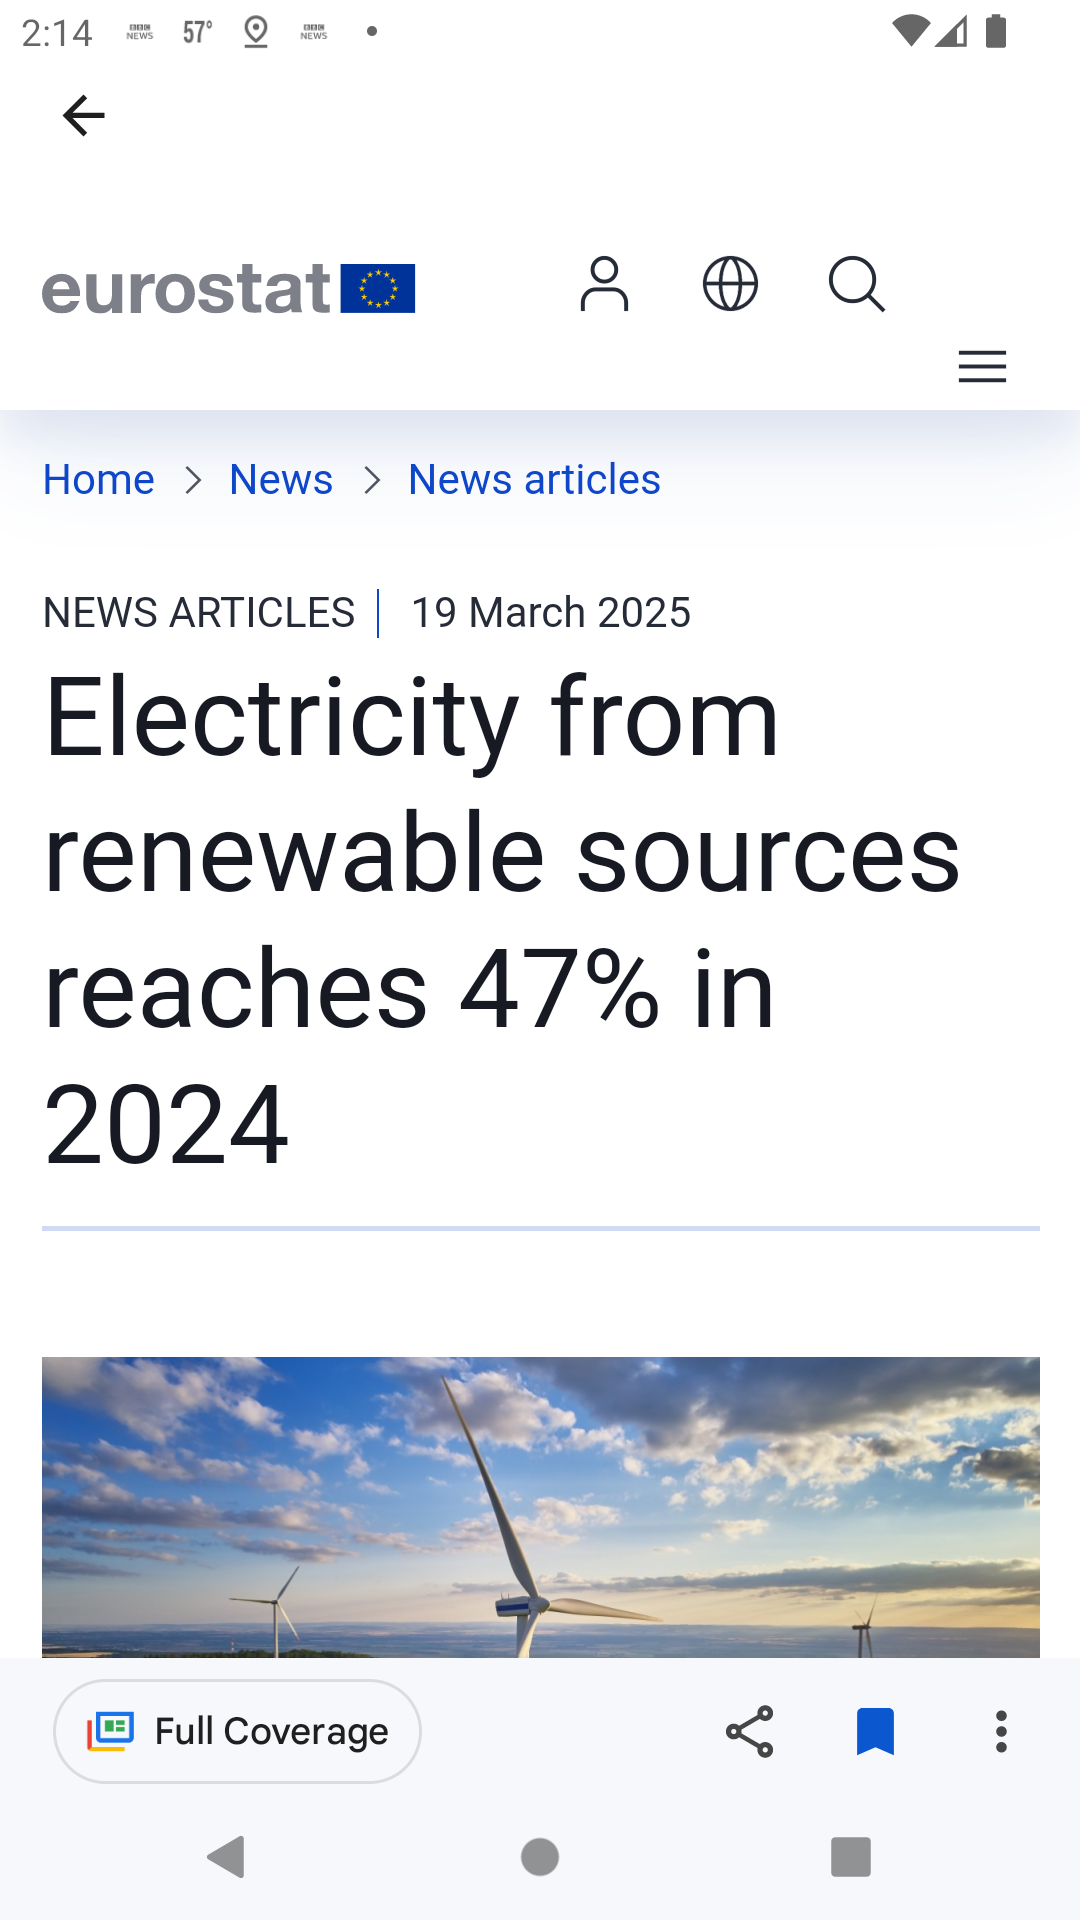 2:14 BBC NEWS 57° BBC NEWS
eurostat
Home News News articles
NEWS ARTICLES 19 March 2025
Electricity from
renewable sources
reaches 47% in
2024
Full Coverage